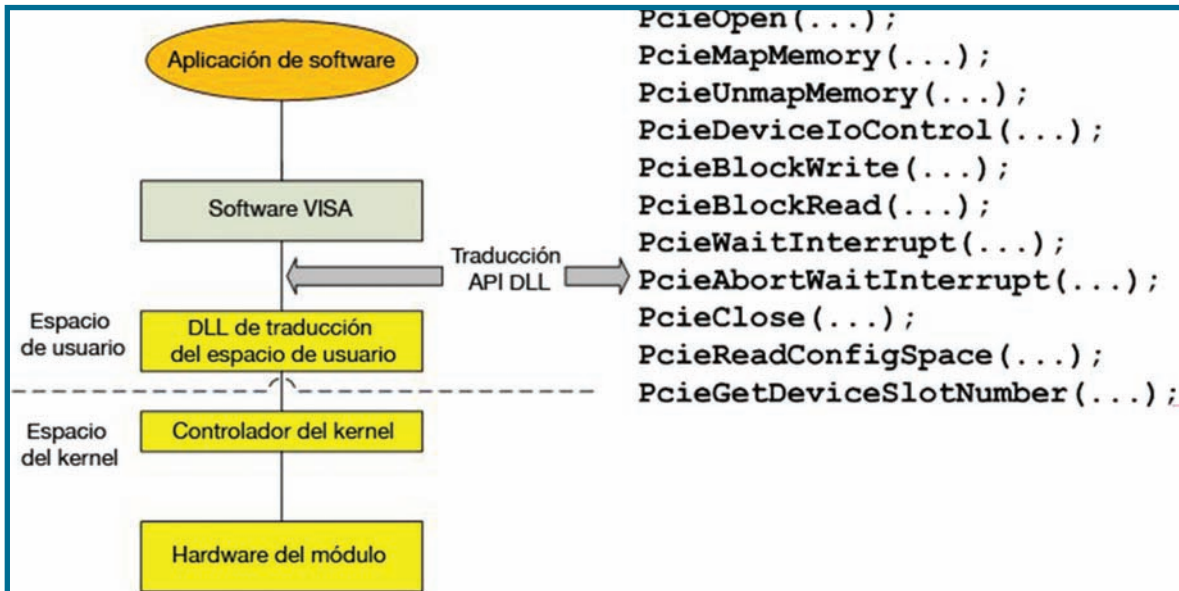 Aplicación de software
Software VISA
Traducción
API DLL
Espacio
de usuario
DLL de traducción
del espacio de usuario
Espacio
del kernel
Controlador del kernel
Hardware del módulo
PcieOpen(...);
PcieMapMemory(...);
PcieUnmapMemory(...);
PcieDeviceIoControl(...);
PcieBlockWrite(...);
PcieBlockRead(...);
PcieWaitInterrupt(...);
PcieAbortWaitInterrupt(...);
PcieClose(...);
PcieReadConfigSpace(...);
PcieGetDeviceSlotNumber(...);